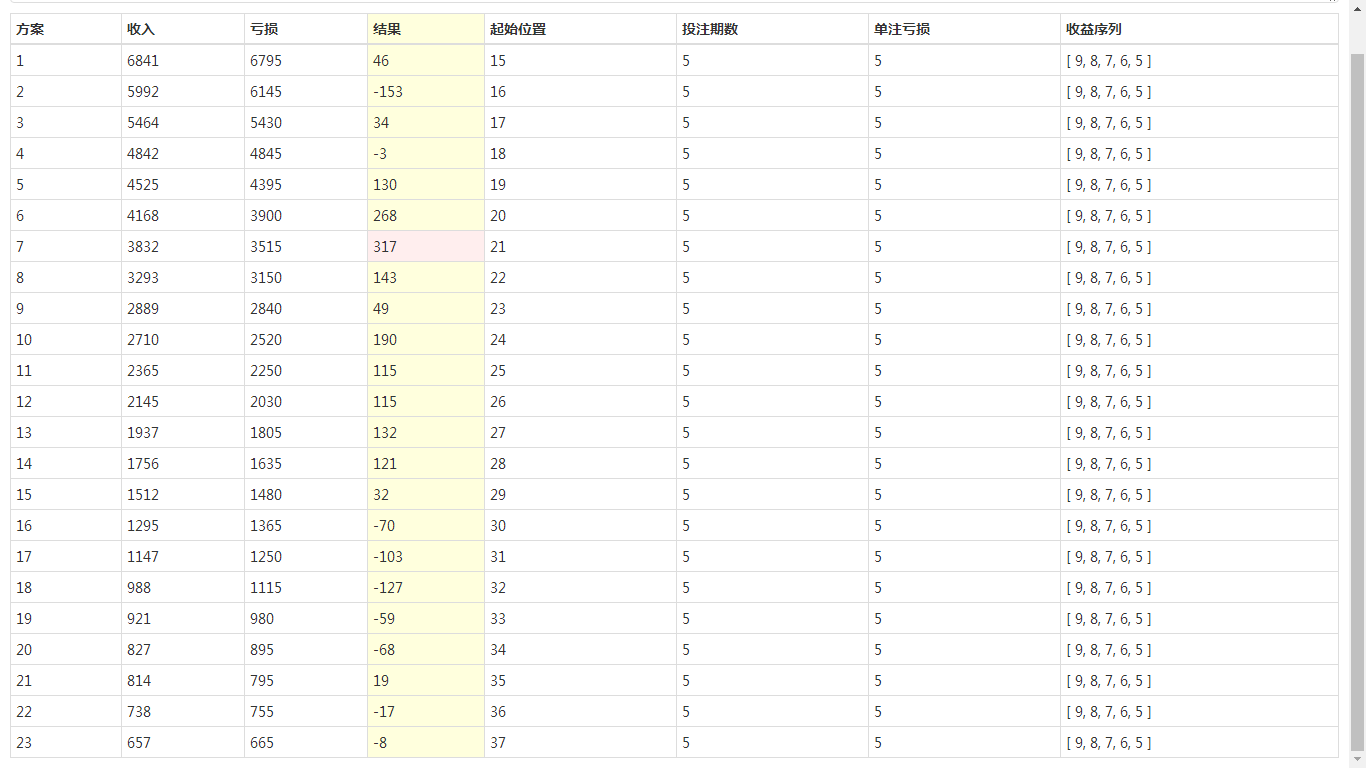 方案 收入 亏损 结果 起始位置 投注期数 单注亏损 收益序列
1 6841 6795 46 15 5 5 [ 9, 8, 7, 6, 5 ]
2 5992 6145 -153 16 5 5 [ 9, 8, 7, 6, 5 ]
3 5464 5430 34 17 5 5 [ 9, 8, 7, 6, 5 ]
4 4842 4845 -3 18 5 5 [ 9, 8, 7, 6, 5 ]
5 4525 4395 130 19 5 5 [ 9, 8, 7, 6, 5 ]
6 4168 3900 268 20 5 5 [ 9, 8, 7, 6, 5 ]
7 3832 3515 317 21 5 5 [ 9, 8, 7, 6, 5 ]
8 3293 3150 143 22 5 5 [ 9, 8, 7, 6, 5 ]
9 2889 2840 49 23 5 5 [ 9, 8, 7, 6, 5 ]
10 2710 2520 190 24 5 5 [ 9, 8, 7, 6, 5 ]
11 2365 2250 115 25 5 5 [ 9, 8, 7, 6, 5 ]
12 2145 2030 115 26 5 5 [ 9, 8, 7, 6, 5 ]
13 1937 1805 132 27 5 5 [ 9, 8, 7, 6, 5 ]
14 1756 1635 121 28 5 5 [ 9, 8, 7, 6, 5 ]
15 1512 1480 32 29 5 5 [ 9, 8, 7, 6, 5 ]
16 1295 1365 -70 30 5 5 [ 9, 8, 7, 6, 5 ]
17 1147 1250 -103 31 5 5 [ 9, 8, 7, 6, 5 ]
18 988 1115 -127 32 5 5 [ 9, 8, 7, 6, 5 ]
19 921 980 -59 33 5 5 [ 9, 8, 7, 6, 5 ]
20 827 895 -68 34 5 5 [ 9, 8, 7, 6, 5 ]
21 814 795 19 35 5 5 [ 9, 8, 7, 6, 5 ]
22 738 755 -17 36 5 5 [ 9, 8, 7, 6, 5 ]
23 657 665 -8 37 5 5 [ 9, 8, 7, 6, 5 ]